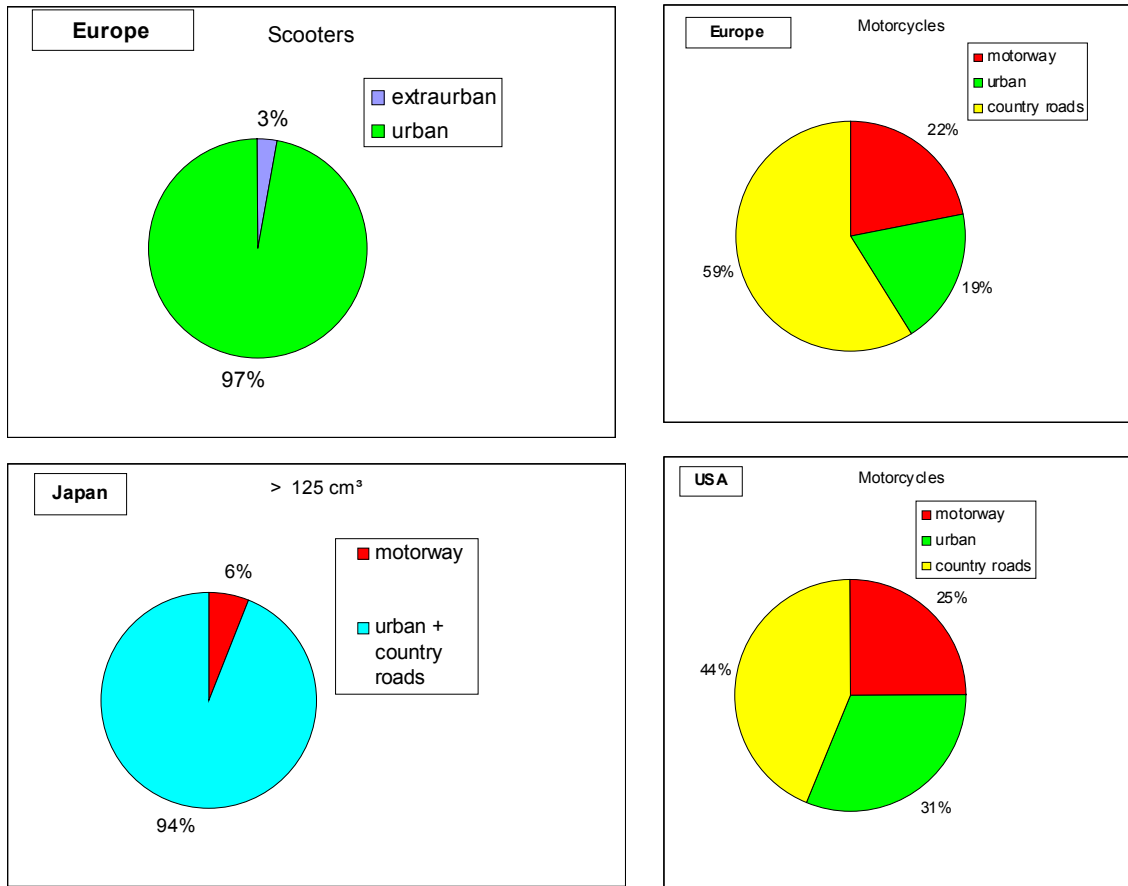 Europe
Scooters
extraurban
urban
3%
97%
Europe
Motorcycles
motorway
urban
country roads
22%
19%
59%
Japan
> 125 cm³
motorway
urban +
country
roads
6%
94%
USA
Motorcycles
motorway
urban
country roads
25%
44%
31%